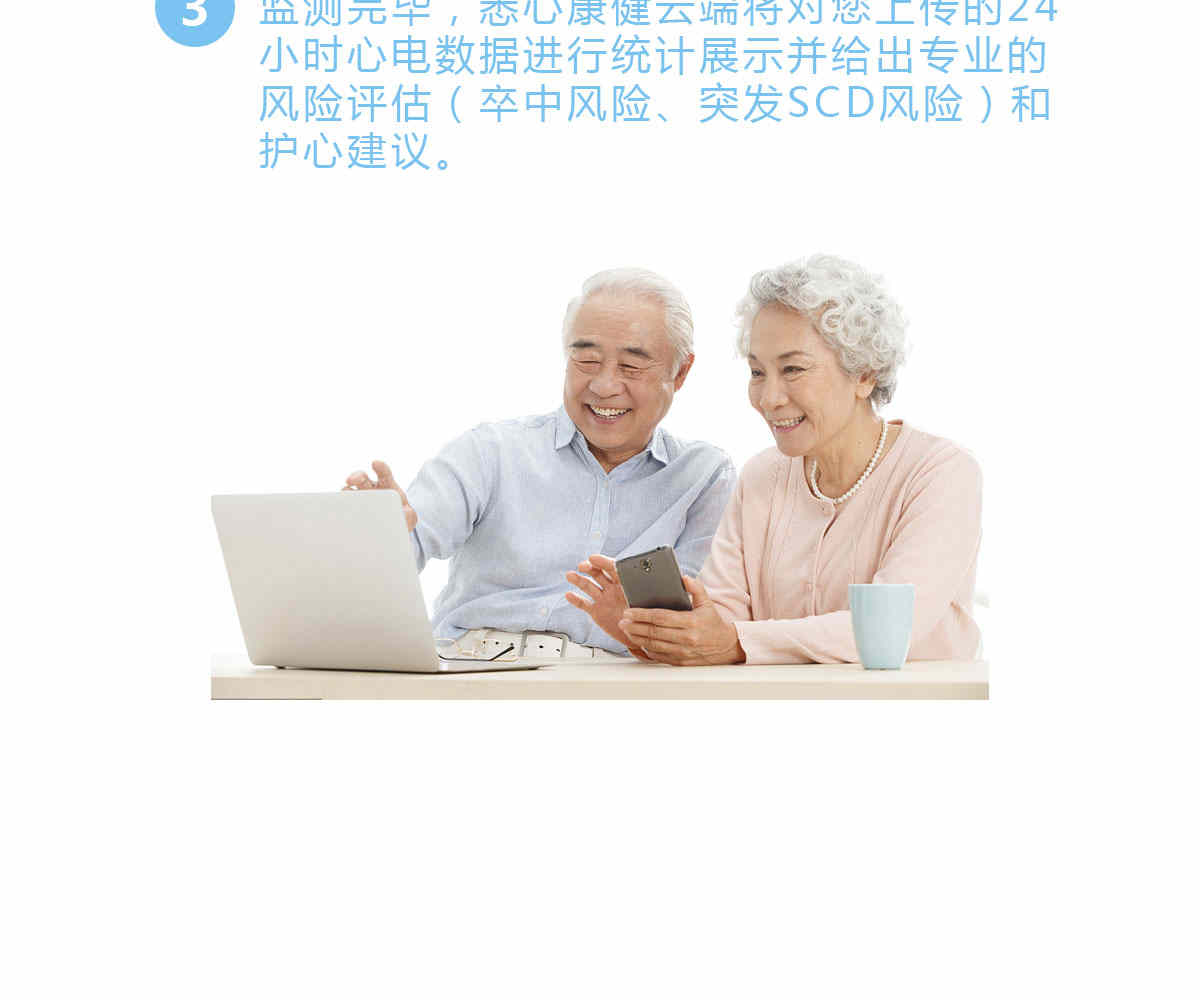 3
监测完毕，悉心康健云端将对您上传的24
小时心电数据进行统计展示并给出专业的
风险评估（卒中风险、突发SCD风险）和
护心建议。